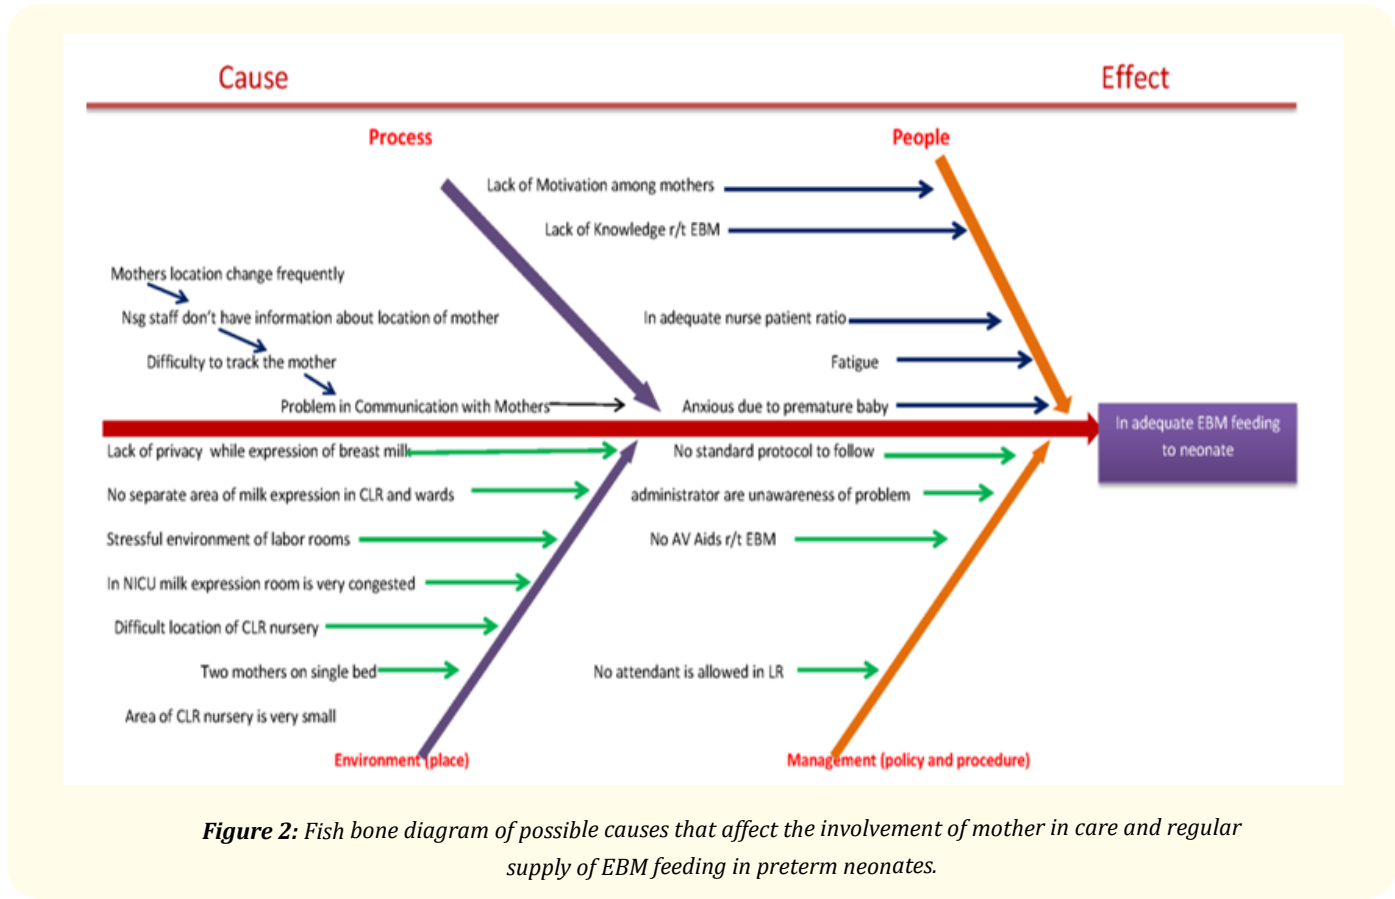 Cause
Effect
Process
People
Lack of Motivation among mothers
Lack of Knowledge r/t EBM
Mothers location change frequently
Nsg staff don't have information about location of mother
In adequate nurse patient ratio
Difficulty to track the mother
Fatigue
Problem in Communication with Mothers
Anxious due to premature baby
In adequate EBM feeding
to neonate
Lack of privacy while expression of breast milk
No standard protocol to follow
No separate area of milk expression in CLR and wards
administrator are unawareness of problem
Stressful environment of labor rooms
No AV Aids r/t EBM
In NICU milk expression room is very congested
Difficult location of CLR nursery
Two mothers on single bed
No attendant is allowed in LR
Area of CLR nursery is very small
Environment (place)
Management (policy and procedure)
Figure 2: Fish bone diagram of possible causes that affect the involvement of mother in care and regular
supply of EBM feeding in preterm neonates.